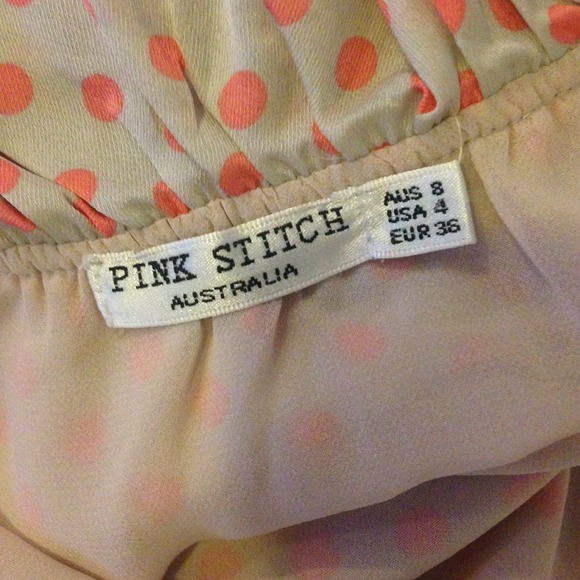 PINK STITCH
AUSTRALIA
AUS 8
USA 4
EUR 36